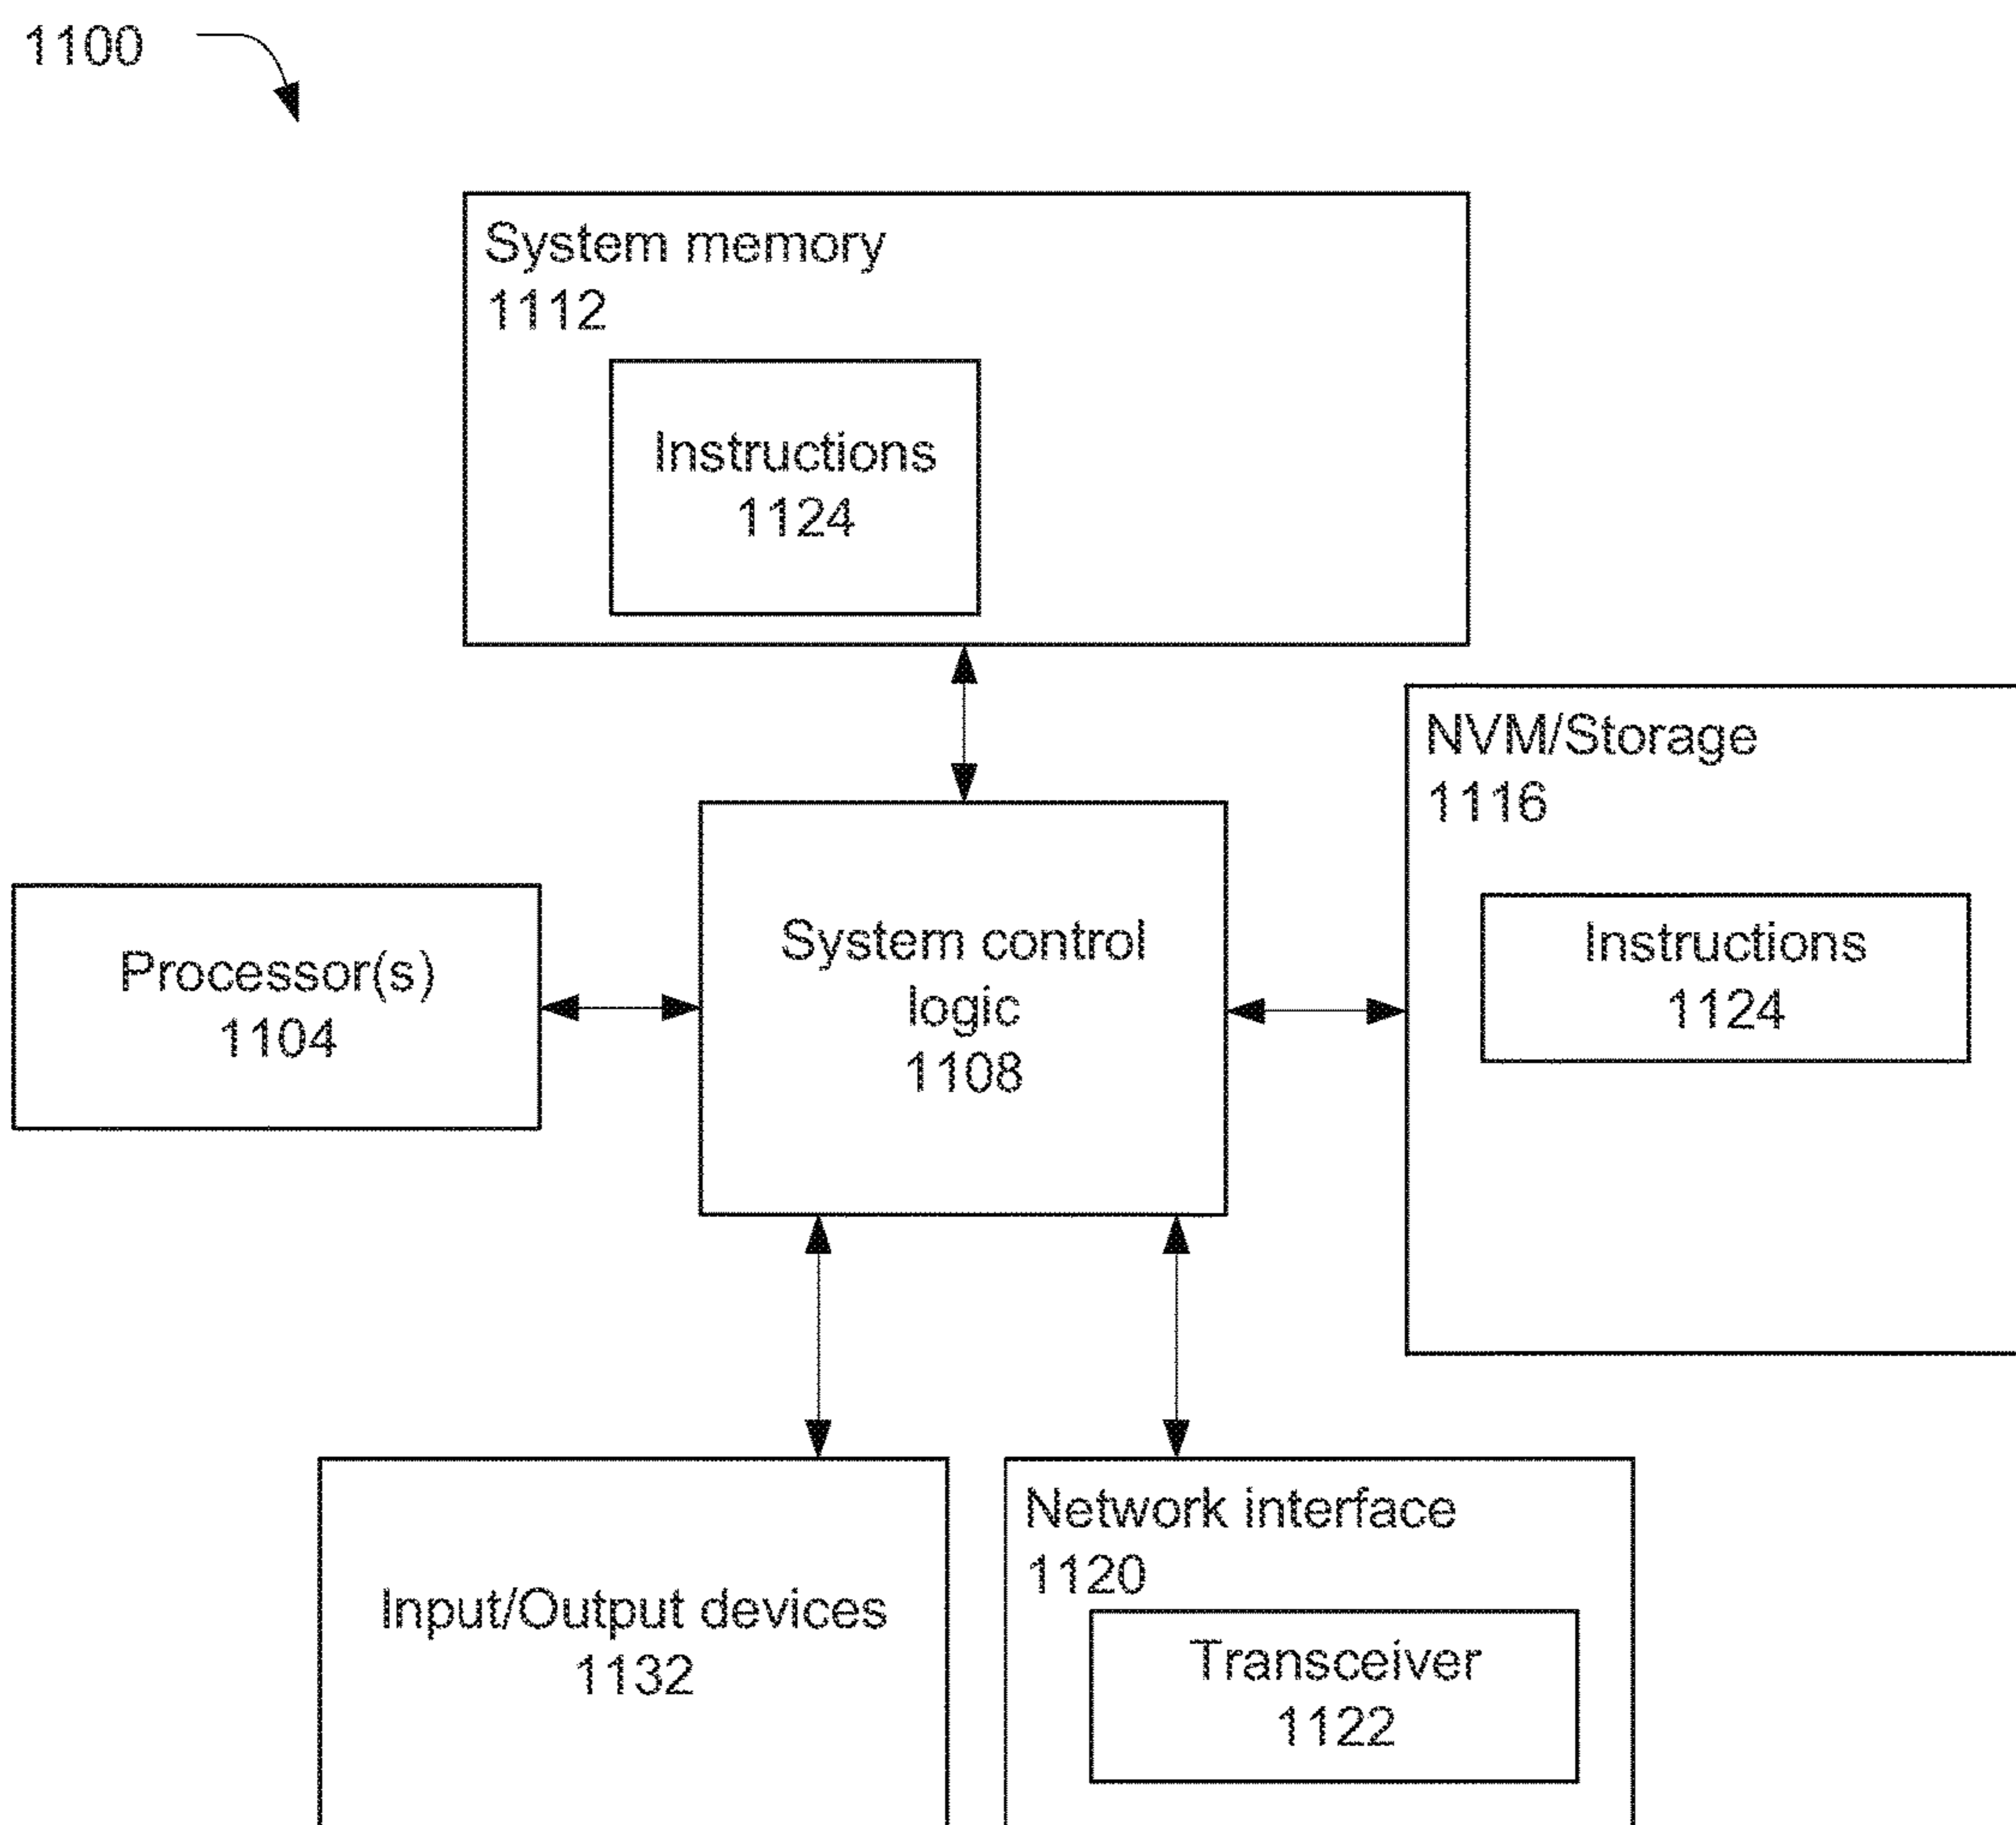 1100
System memory
1112
Instructions
1124
NVM/Storage
1116
Instructions
1124
Processor(s)
1104
System control
logic
1108
Input/Output devices
1132
Network interface
1120
Transceiver
1122